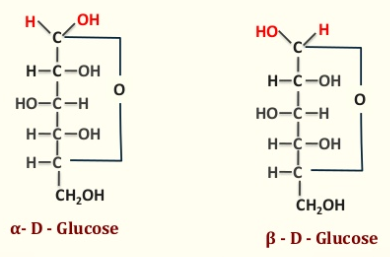 H OH
C
H–C–OH
O
HO–C–H
H–C–OH
H–C
CH₂OH
α- D - Glucose
HO H
C
H–C–OH
O
HO–C–H
H–C–OH
H–C
CH₂OH
β - D - Glucose